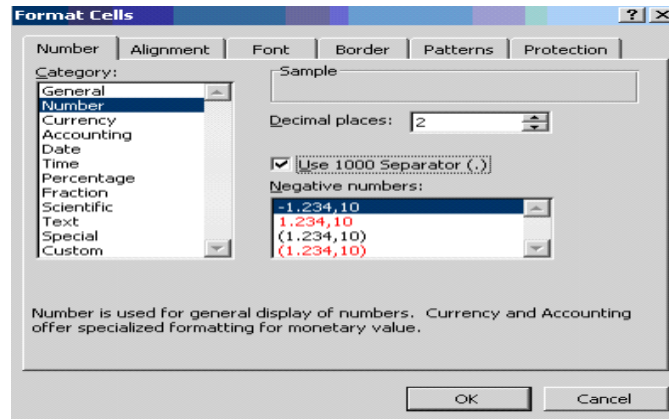 Format Cells
Number Alignment Font Border Patterns Protection
Category:
General
Number
Currency
Accounting
Date
Time
Percentage
Fraction
Scientific
Text
Special
Custom
Sample
Decimal places: 2
Use 1000 Separator (.)
Negative numbers:
-1.234,10
1.234,10
(1.234,10)
(1.234,10)
Number is used for general display of numbers. Currency and Accounting
offer specialized formatting for monetary value.
OK Cancel